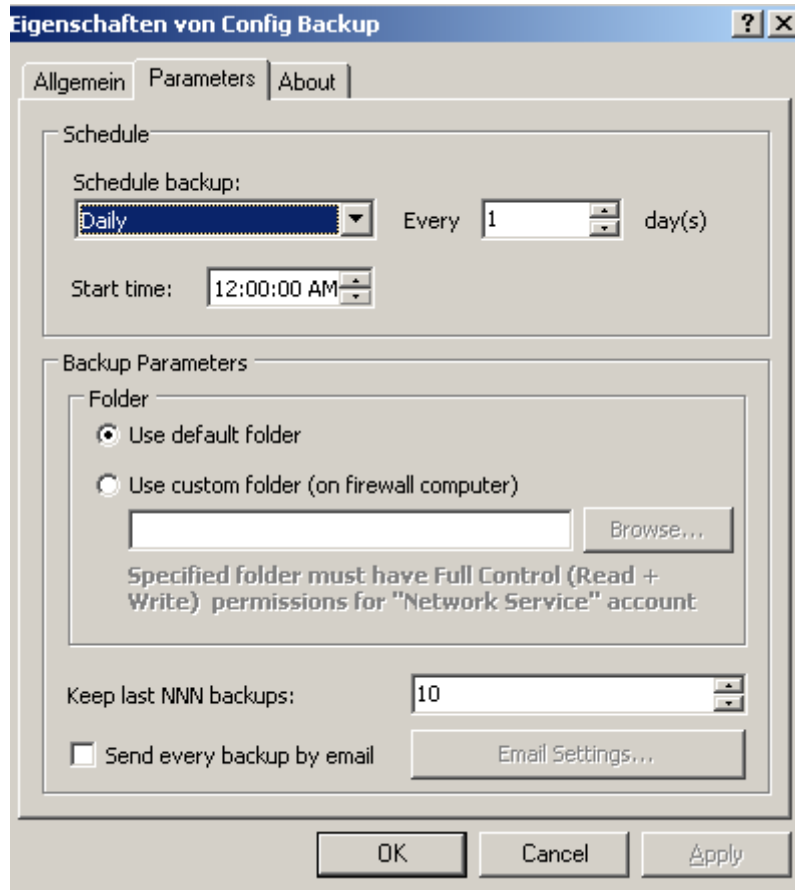 Eigenschaften von Config Backup
Allgemein Parameters About
Schedule
Schedule backup:
Daily Every 1 day(s)
Start time: 12:00:00 AM
Backup Parameters
Folder
Use default folder
Use custom folder (on firewall computer)
Browse...
Specified folder must have Full Control (Read +
Write) permissions for "Network Service" account
Keep last NNN backups: 10
Send every backup by email Email Settings...
OK Cancel Apply